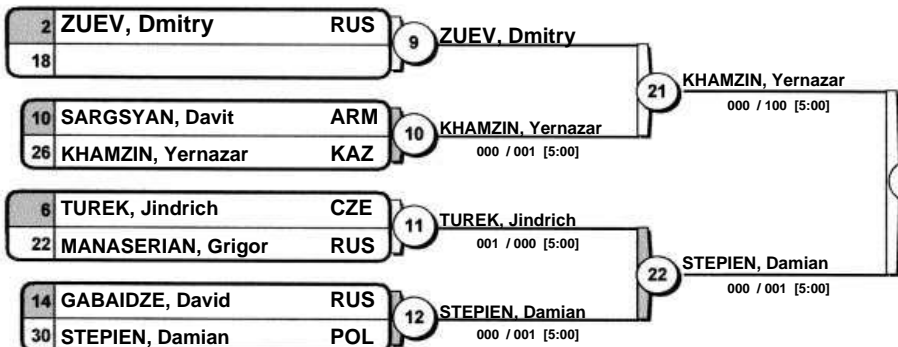 2 ZUEV, Dmitry RUS
18
9
ZUEV, Dmitry
10 SARGSYAN, Davit ARM
26 KHAMZIN, Yernazar KAZ
10
KHAMZIN, Yernazar
000 / 001 [5:00]
21
KHAMZIN, Yernazar
000 / 100 [5:00]
6 TUREK, Jindrich CZE
22 MANASERIAN, Grigor RUS
11
TUREK, Jindrich
001 / 000 [5:00]
14 GABAIDZE, David RUS
30 STEPIEN, Damian POL
12
STEPIEN, Damian
000 / 001 [5:00]
22
STEPIEN, Damian
000 / 001 [5:00]